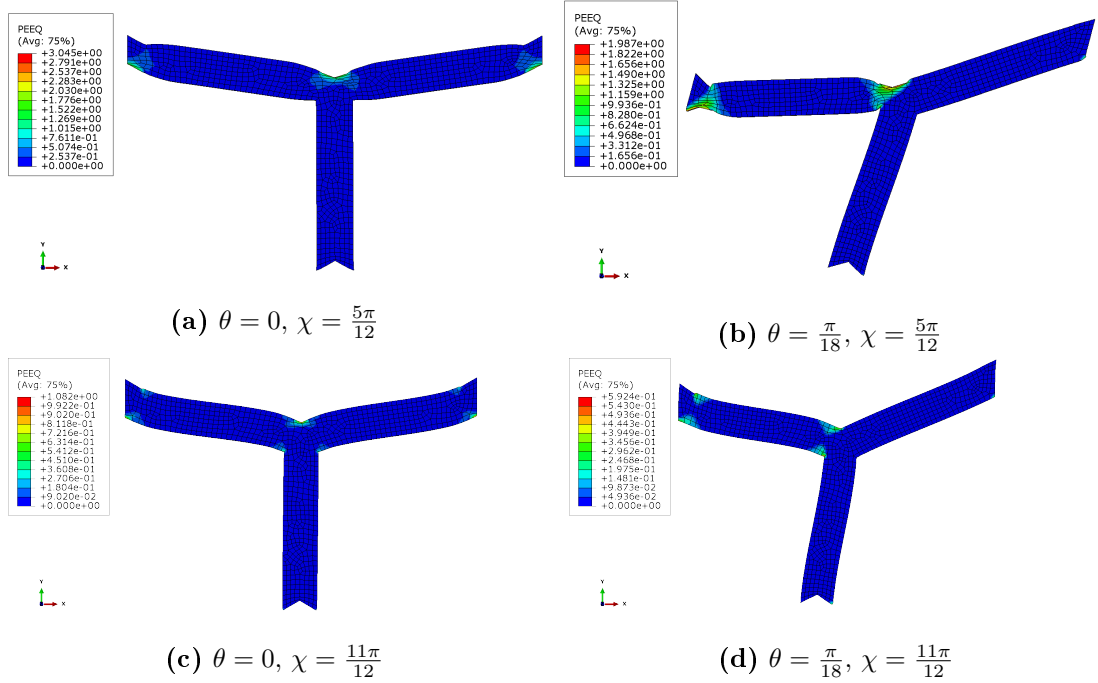 PEEQ
(Avg: 75%)
+3.045e+00
+2.791e+00
+2.537e+00
+2.283e+00
+2.030e+00
+1.776e+00
+1.522e+00
+1.269e+00
+1.015e+00
+7.611e-01
+5.074e-01
+2.537e-01
+0.000e+00
Y
X
(a) θ = 0, χ = 5π/12
PEEQ
(Avg: 75%)
+1.987e+00
+1.822e+00
+1.656e+00
+1.490e+00
+1.325e+00
+1.159e+00
+9.936e-01
+8.280e-01
+6.624e-01
+4.968e-01
+3.312e-01
+1.656e-01
+0.000e+00
Y
X
(b) θ = π/18, χ = 5π/12
PEEQ
(Avg: 75%)
+1.082e+00
+9.922e-01
+9.020e-01
+8.118e-01
+7.216e-01
+6.314e-01
+5.412e-01
+4.510e-01
+3.608e-01
+2.706e-01
+1.804e-01
+9.020e-02
+0.000e+00
Y
X
(c) θ = 0, χ = 11π/12
PEEQ
(Avg: 75%)
+5.924e-01
+5.430e-01
+4.936e-01
+4.443e-01
+3.949e-01
+3.456e-01
+2.962e-01
+2.468e-01
+1.975e-01
+1.481e-01
+9.873e-02
+4.936e-02
+0.000e+00
Y
X
(d) θ = π/18, χ = 11π/12